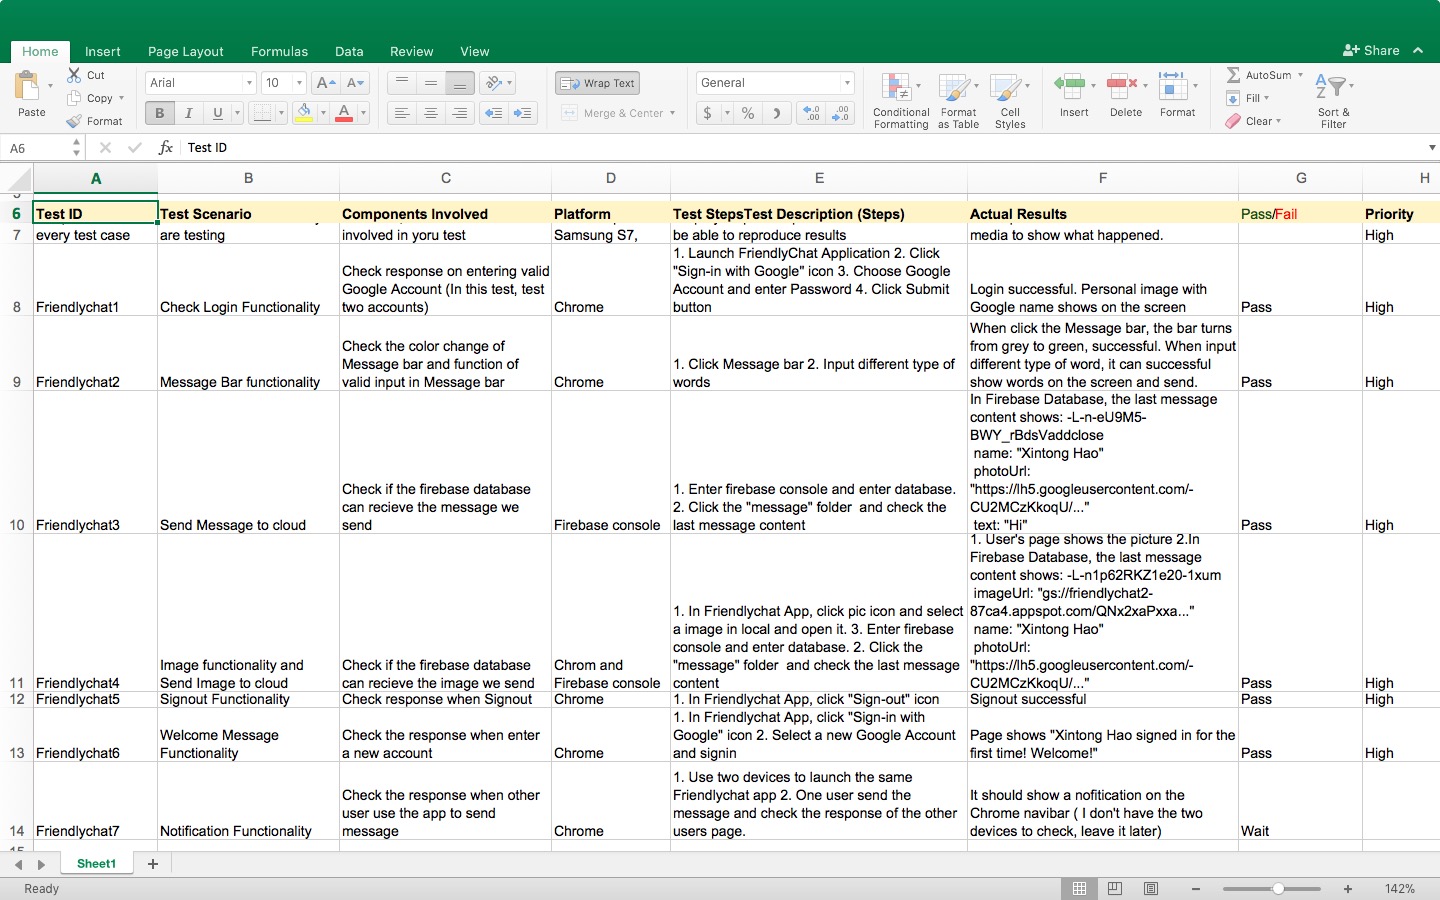 Home Insert Page Layout Formulas Data Review View Share
Cut
Copy
Format
Paste
Arial 10 A A
B I U A
Wrap Text
Merge & Center
General
$ % )
.0 .00
.00 .0
Conditional Formatting
Format as Table
Cell Styles
Insert Delete Format
AutoSum
Fill
Clear
Sort & Filter
A6 fx Test ID
A B C D E F G H
6 Test ID Test Scenario Components Involved Platform Test StepsTest Description (Steps) Actual Results Pass/Fail Priority
7 every test case are testing involved in yoru test Samsung S7, be able to reproduce results media to show what happened. High
8 Friendlychat1 Check Login Functionality
Check response on entering valid
Google Account (In this test, test
two accounts)
Chrome
1. Launch FriendlyChat Application 2. Click
"Sign-in with Google" icon 3. Choose Google
Account and enter Password 4. Click Submit
button
Login successful. Personal image with
Google name shows on the screen
Pass High
9 Friendlychat2 Message Bar functionality
Check the color change of
Message bar and function of
valid input in Message bar
Chrome
1. Click Message bar 2. Input different type of
words
When click the Message bar, the bar turns
from grey to green, successful. When input
different type of word, it can successful
show words on the screen and send.
Pass High
10 Friendlychat3 Send Message to cloud
Check if the firebase database
can recieve the message we
send
Firebase console
1. Enter firebase console and enter database.
2. Click the "message" folder  and check the
last message content
In Firebase Database, the last message
content shows: -L-n-eU9M5-
BWY_rBdsVaddclose
name: "Xintong Hao"
photoUrl:
"https://lh5.googleusercontent.com/-
CU2MCzKkoqU/..."
text: "Hi"
Pass High
11 Friendlychat4
Image functionality and
Send Image to cloud
Check if the firebase database
can recieve the image we send
Chrom and
Firebase console
1. In Friendlychat App, click pic icon and select
a image in local and open it. 3. Enter firebase
console and enter database. 2. Click the
"message" folder  and check the last message
content
1. User's page shows the picture 2.In
Firebase Database, the last message
content shows: -L-n1p62RKZ1e20-1xum
imageUrl: "gs://friendlychat2-
87ca4.appspot.com/QNx2xaPxxa..."
name: "Xintong Hao"
photoUrl:
"https://lh5.googleusercontent.com/-
CU2MCzKkoqU/..."
Pass High
12 Friendlychat5 Signout Functionality Check response when Signout Chrome 1. In Friendlychat App, click "Sign-out" icon Signout successful Pass High
13 Friendlychat6
Welcome Message
Functionality
Check the response when enter
a new account
Chrome
1. In Friendlychat App, click "Sign-in with
Google" icon 2. Select a new Google Account
and signin
Page shows "Xintong Hao signed in for the
first time! Welcome!"
Pass High
14 Friendlychat7 Notification Functionality
Check the response when other
user use the app to send
message
Chrome
1. Use two devices to launch the same
Friendlychat app 2. One user send the
message and check the response of the other
users page.
It should show a nofitication on the
Chrome navibar ( I don't have the two
devices to check, leave it later)
Wait
Sheet1 +
Ready 142%